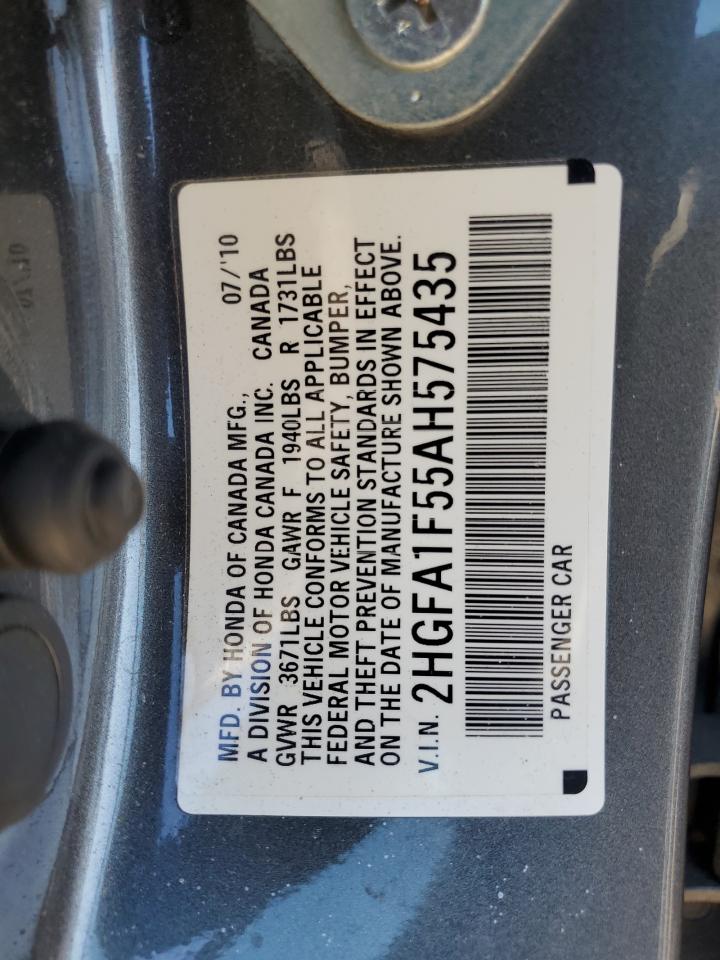 MFD. BY HONDA OF CANADA MFG., 07/'10
A DIVISION OF HONDA CANADA INC. CANADA
GVWR 3671LBS GAWR F 1940LBS R 1731LBS
THIS VEHICLE CONFORMS TO ALL APPLICABLE
FEDERAL MOTOR VEHICLE SAFETY, BUMPER,
AND THEFT PREVENTION STANDARDS IN EFFECT
ON THE DATE OF MANUFACTURE SHOWN ABOVE.
V.I.N. 2HGFA1F55AH575435
PASSENGER CAR